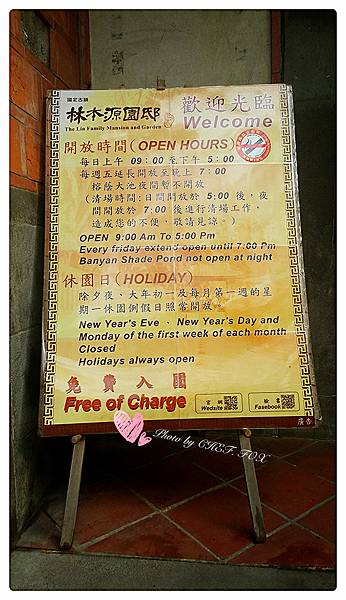 國定古蹟
林本源園邸
The Lin Family Mansion and Garden
歡迎光臨
Welcome
開放時間(OPEN HOURS)
每日上午 09:00 至下午 5:00
每週五延長開放至晚上 7:00
榕蔭大池夜間暫不開放
(清場時間:日間開放於 5:00 後,夜
間開放於 7:00 後進行清場工作,
造成您的不便,敬請見諒。)
OPEN 9:00 Am To 5:00 Pm
Every friday extend open until 7:00 Pm
Banyan Shade Pond not open at night
休園日(HOLIDAY)
除夕夜、大年初一及每月第一週的星
期一休園例假日照常開放
New Year's Eve 、 New Year's Day and
Monday of the first week of each month
Closed
Holidays always open
免費入園
Free of Charge
官網
Wedsite
臉書
Fasebook
廣告
Photo by CHEF. FOX